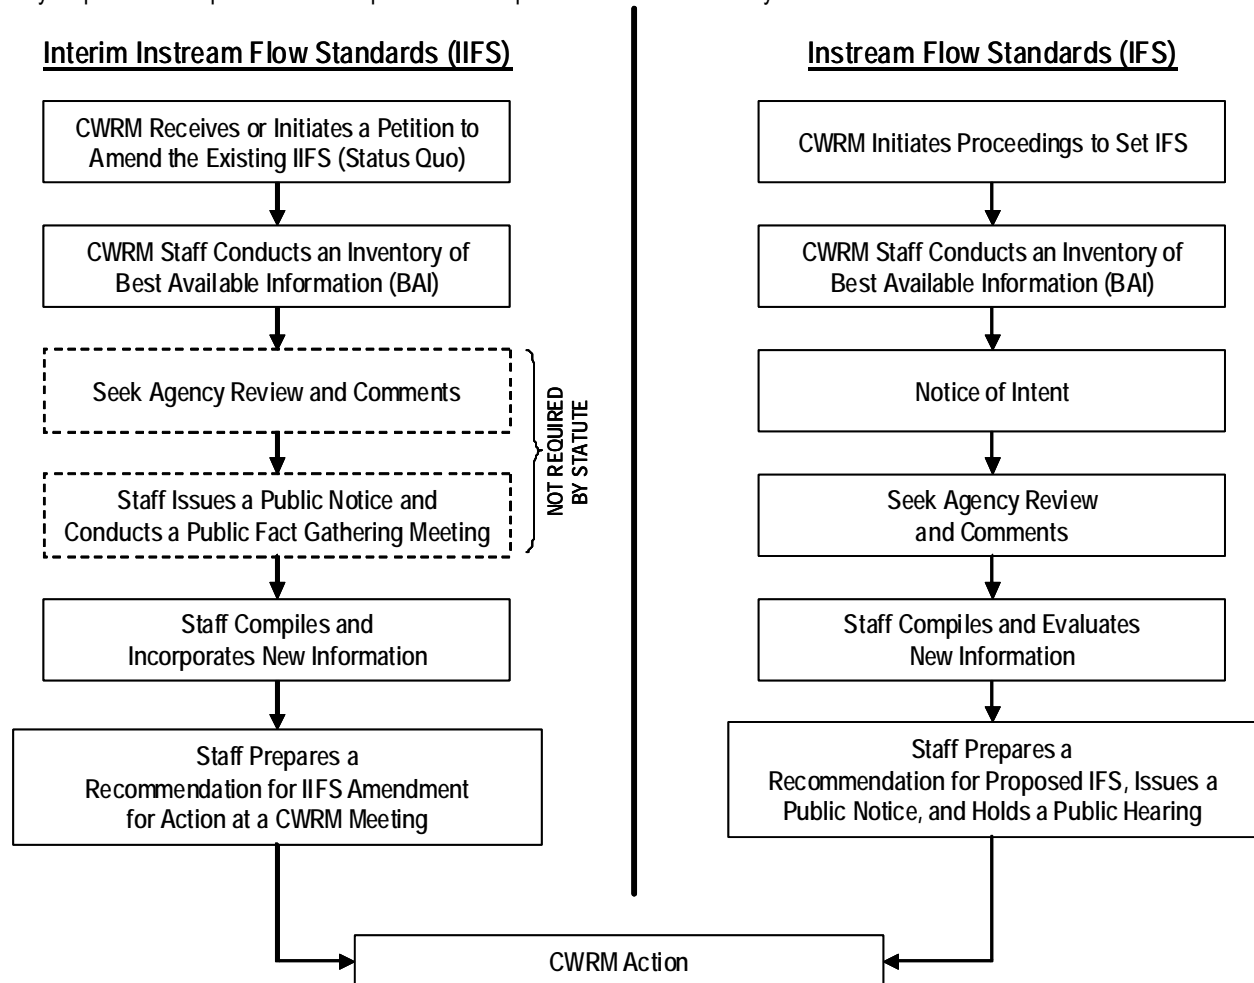 Interim Instream Flow Standards (IIFS)
CWRM Receives or Initiates a Petition to
Amend the Existing IIFS (Status Quo)
CWRM Staff Conducts an Inventory of
Best Available Information (BAI)
Seek Agency Review and Comments
Staff Issues a Public Notice and
Conducts a Public Fact Gathering Meeting
NOT REQUIRED
BY STATUTE
Staff Compiles and
Incorporates New Information
Staff Prepares a
Recommendation for IIFS Amendment
for Action at a CWRM Meeting
Instream Flow Standards (IFS)
CWRM Initiates Proceedings to Set IFS
CWRM Staff Conducts an Inventory of
Best Available Information (BAI)
Notice of Intent
Seek Agency Review
and Comments
Staff Compiles and Evaluates
New Information
Staff Prepares a
Recommendation for Proposed IFS, Issues a
Public Notice, and Holds a Public Hearing
CWRM Action